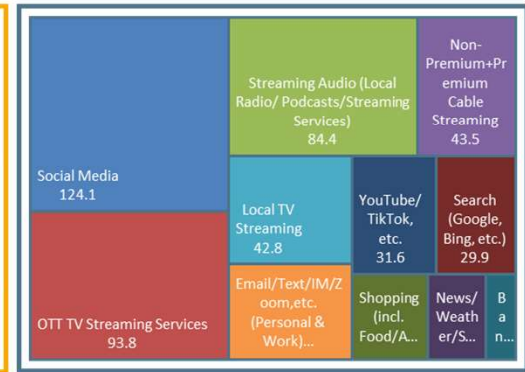 Social Media
124.1
OTT TV Streaming Services
93.8
Streaming Audio (Local
Radio/ Podcasts/Streaming
Services)
84.4
Non-
Premium+Pr
emium
Cable
Streaming
43.5
Local TV
Streaming
42.8
YouTube/
TikTok,
etc.
31.6
Search
(Google,
Bing, etc.)
29.9
Email/Text/IM/Z
oom,etc.
(Personal &
Work)...
Shopping
(incl.
Food/A...
News/
Weath
er/S...
B
a
n...